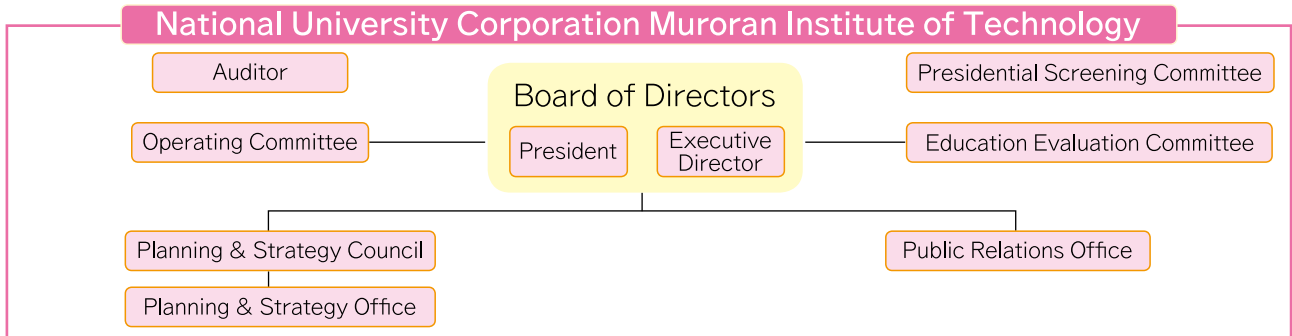 National University Corporation Muroran Institute of Technology
Auditor
Presidential Screening Committee
Board of Directors
Operating Committee
President
Executive
Director
Education Evaluation Committee
Planning & Strategy Council
Public Relations Office
Planning & Strategy Office